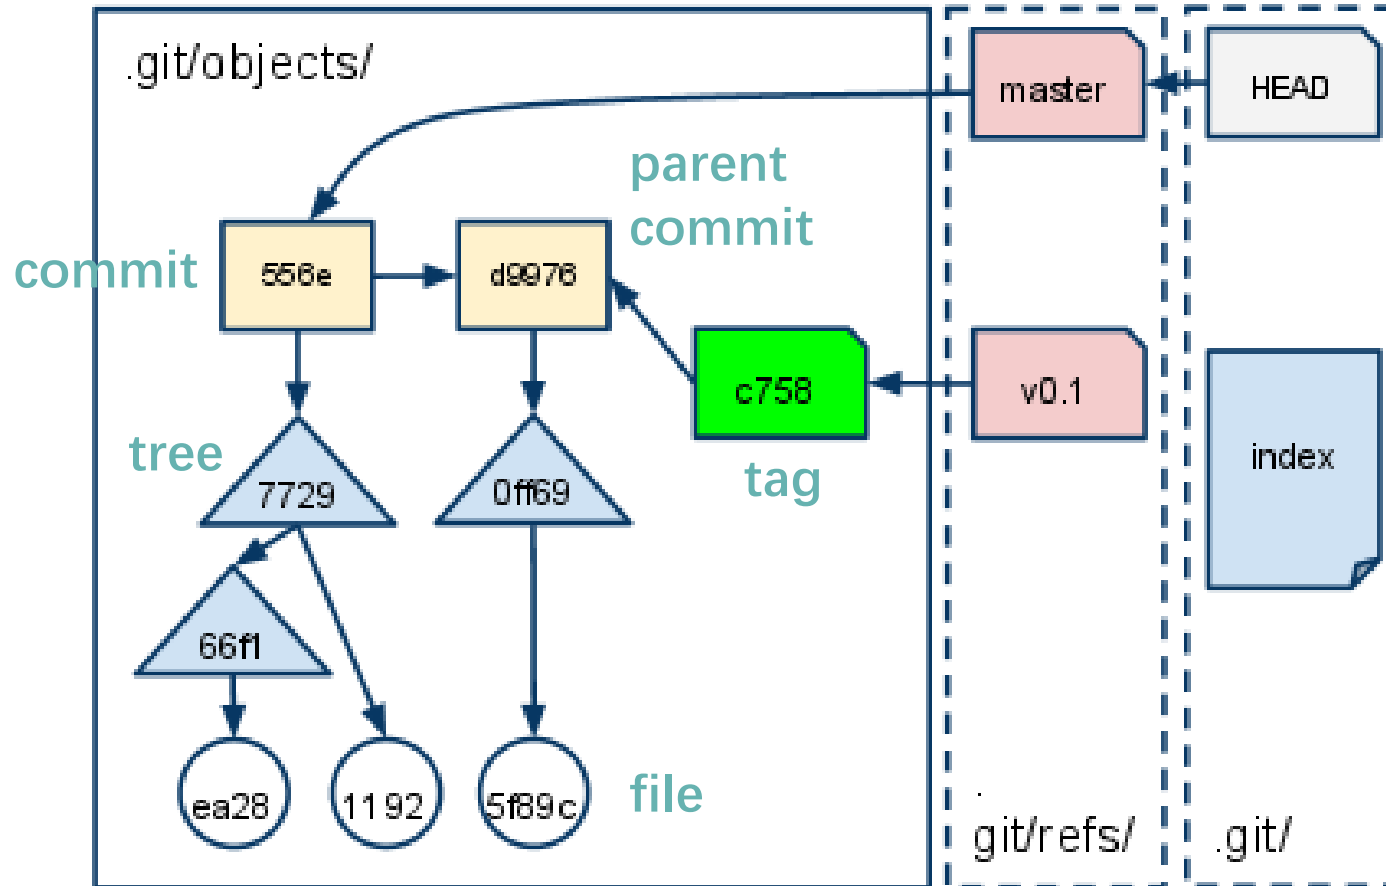 .git/objects/
master
HEAD
parent
commit
commit
556e
d9976
c758
v0.1
tree
7729
0ff69
tag
index
66f1
ea28
1192
5f89c
file
.
git/refs/
.git/